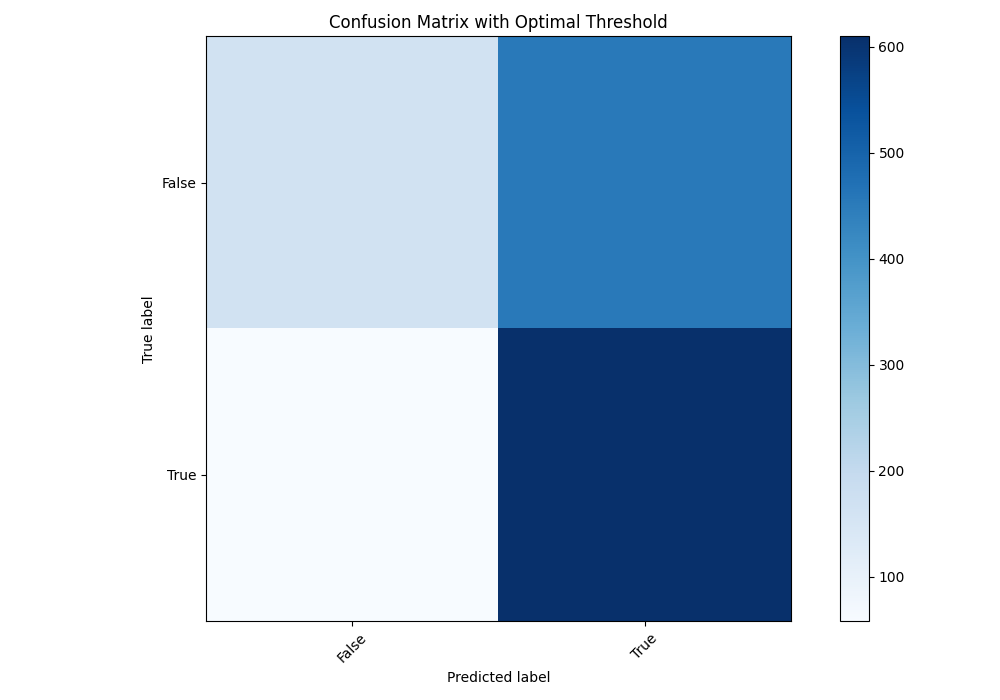 Confusion Matrix with Optimal Threshold
True label
False
True
False
True
Predicted label
600
500
400
300
200
100